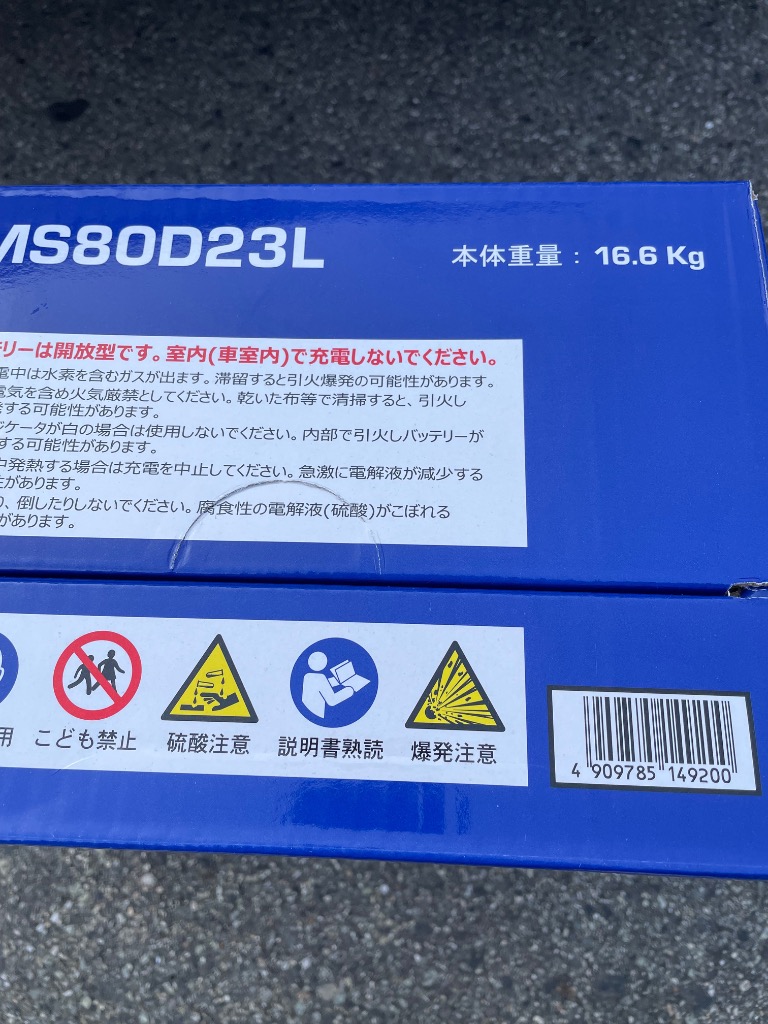 MS80D23L
本体重量：16.6 Kg
リーは開放型です。室内(車室内)で充電しないでください。
電中は水素を含むガスが出ます。滞留すると引火爆発の可能性があります。
電気を含め火気厳禁としてください。乾いた布等で清掃すると、引火し
する可能性があります。
ジケータが白の場合は使用しないでください。内部で引火しバッテリーが
する可能性があります。
中発熱する場合は充電を中止してください。急激に電解液が減少する
性があります。
り、倒したりしないでください。腐食性の電解液(硫酸)がこぼれる
があります。
用
こども禁止
硫酸注意
説明書熟読
爆発注意
4 909785 149200